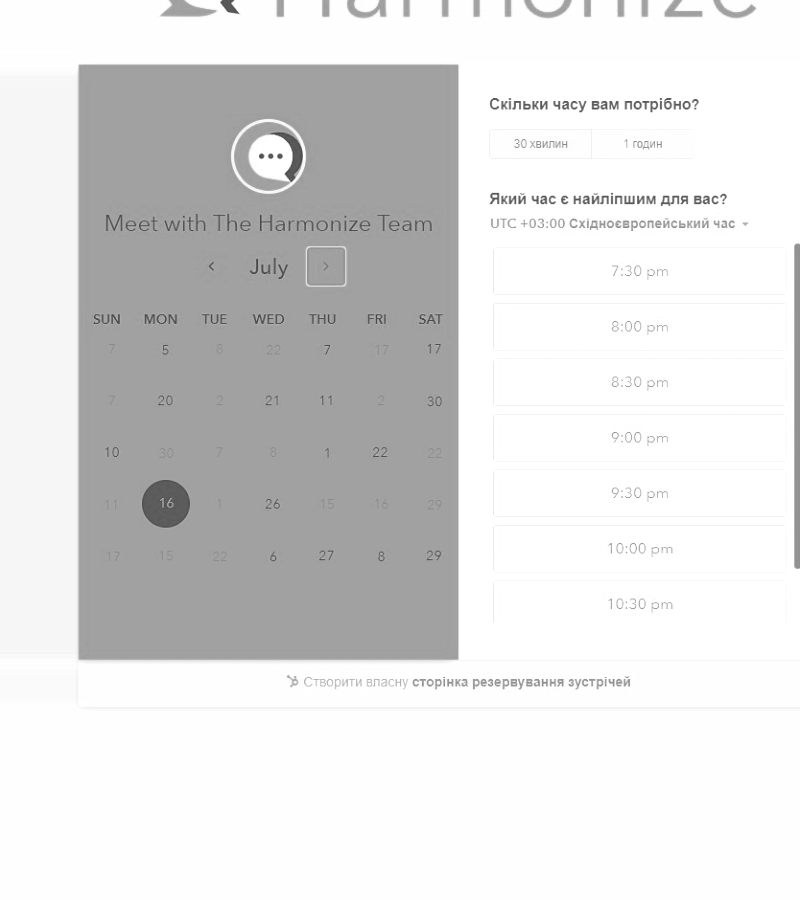 Harmonize
Meet with The Harmonize Team
July
SUN MON TUE WED THU FRI SAT
7 5 8 22 7 17 17
7 20 2 21 11 2 30
10 30 7 8 1 22 22
11 16 1 26 15 16 29
17 15 22 6 27 8 29
Скільки часу вам потрібно?
30 хвилин 1 годин
Який час є найліпшим для вас?
UTC +03:00 Східноєвропейський час
7:30 pm
8:00 pm
8:30 pm
9:00 pm
9:30 pm
10:00 pm
10:30 pm
Створити власну сторінка резервування зустрічей